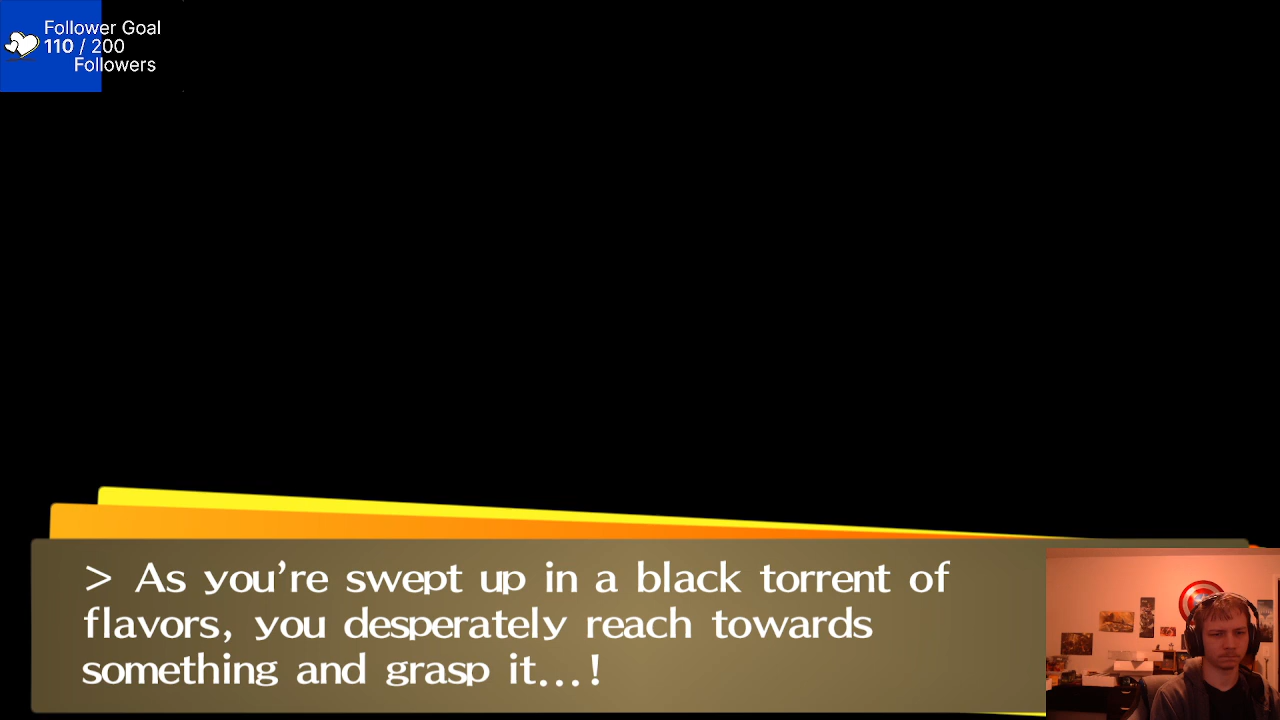 Follower Goal
110 / 200
Followers
> As you're swept up in a black torrent of
flavors, you desperately reach towards
something and grasp it...!